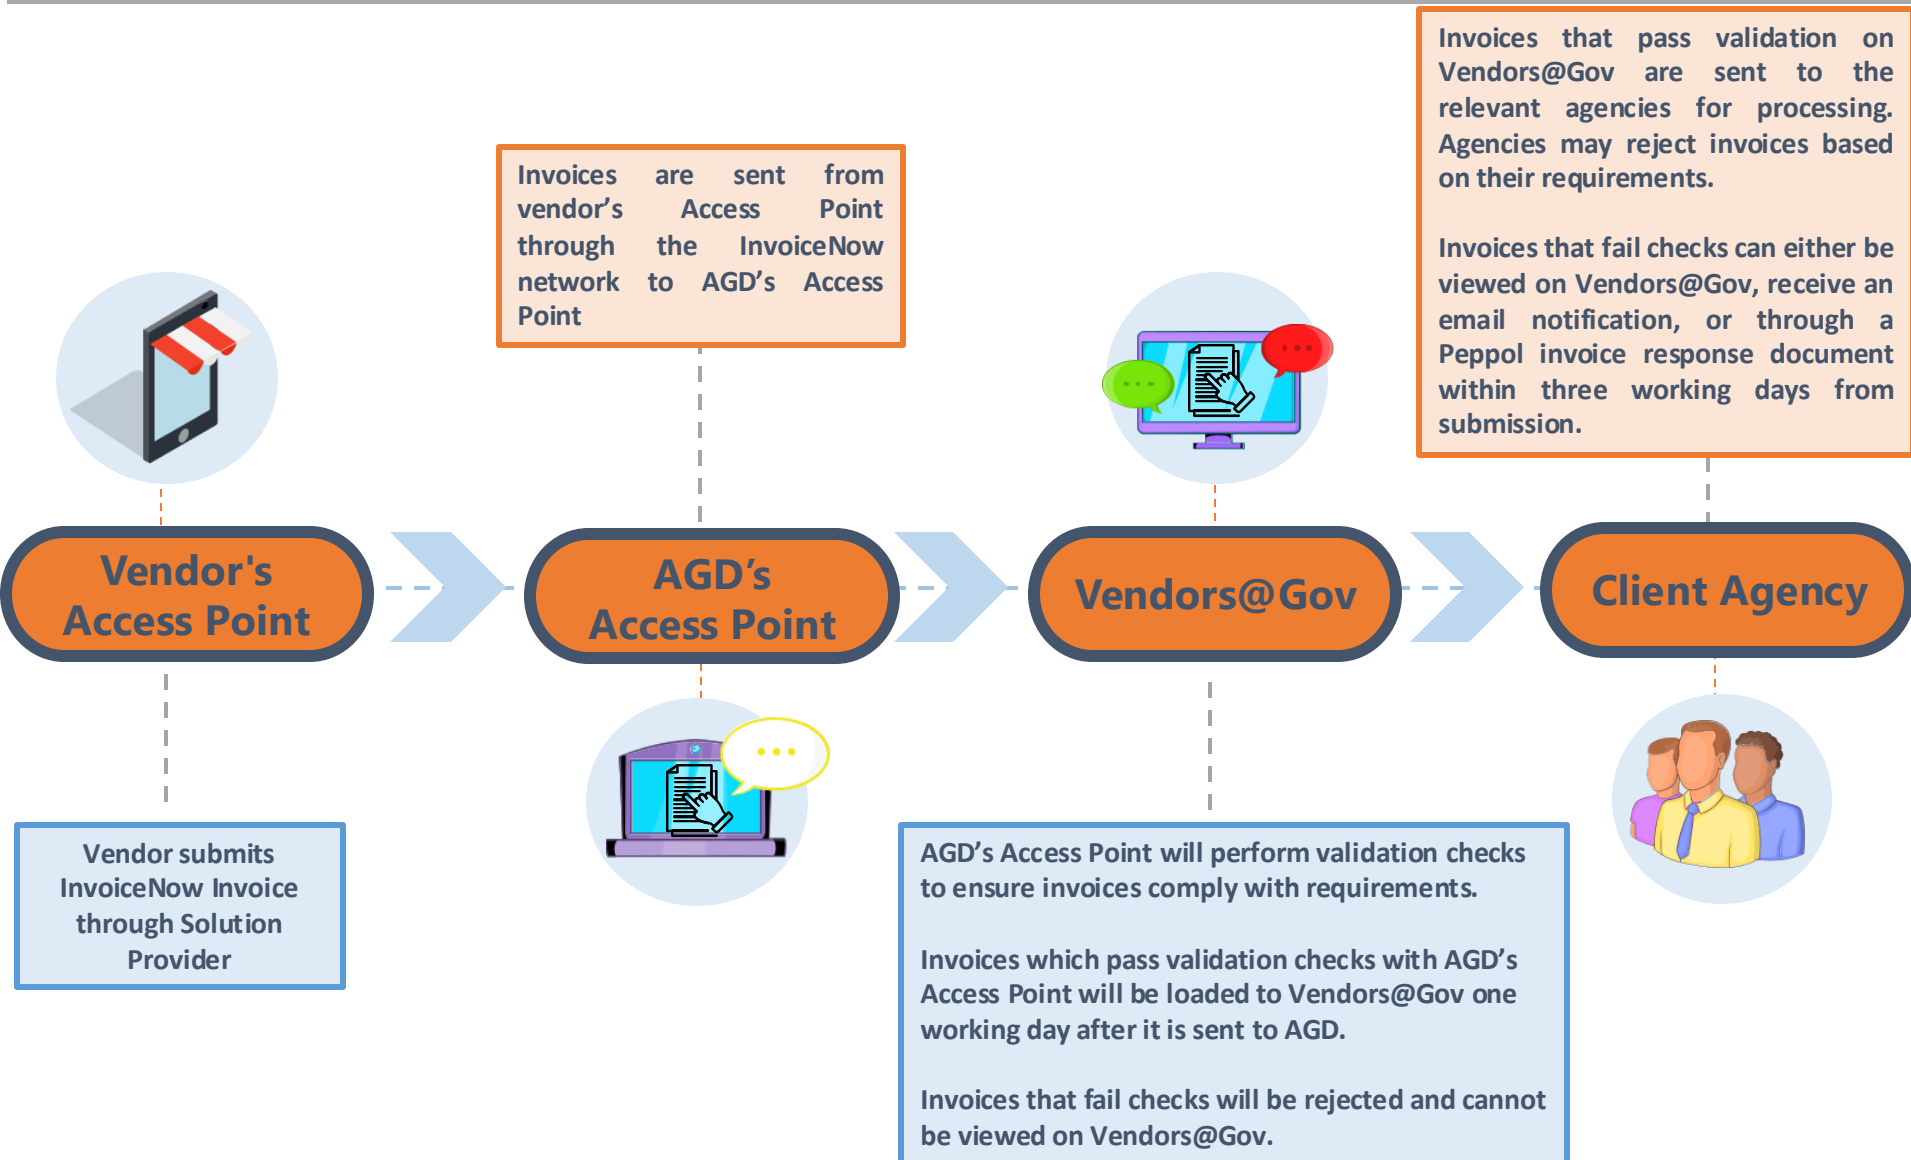 Invoices that pass validation on
Vendors@Gov are sent to the
relevant agencies for processing.
Agencies may reject invoices based
on their requirements.
Invoices that fail checks can either be
viewed on Vendors@Gov, receive an
email notification, or through a
Peppol invoice response document
within three working days from
submission.
Invoices are sent from
vendor’s Access Point
through the InvoiceNow
network to AGD’s Access
Point
Vendor's
Access Point
AGD’s
Access Point
Vendors@Gov
Client Agency
Vendor submits
InvoiceNow Invoice
through Solution
Provider
AGD’s Access Point will perform validation checks
to ensure invoices comply with requirements.
Invoices which pass validation checks with AGD’s
Access Point will be loaded to Vendors@Gov one
working day after it is sent to AGD.
Invoices that fail checks will be rejected and cannot
be viewed on Vendors@Gov.